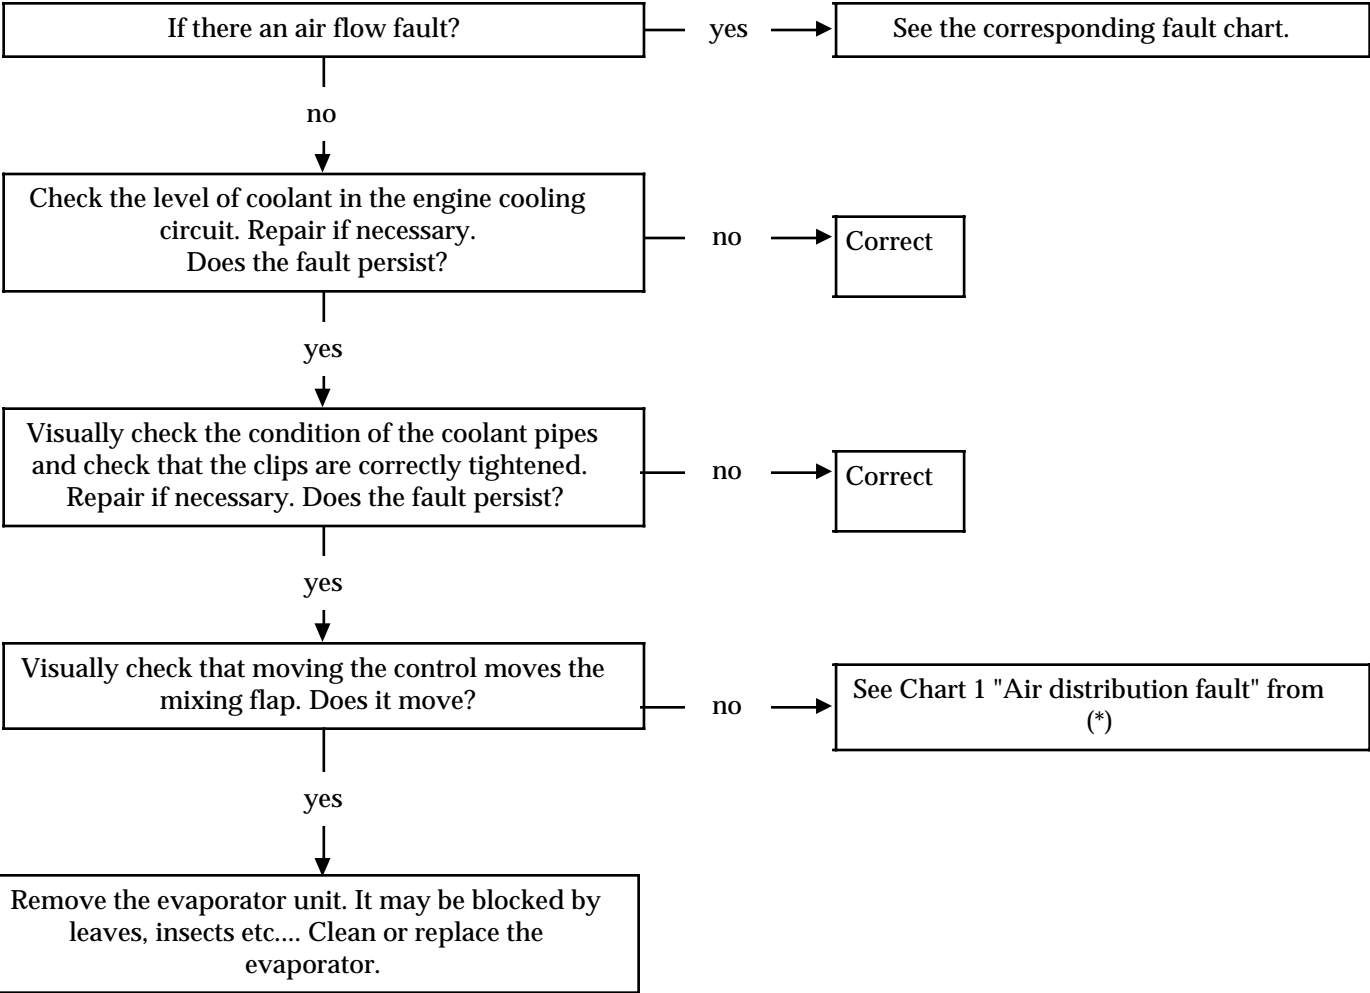 If there an air flow fault?
yes
See the corresponding fault chart.
no
Check the level of coolant in the engine cooling
circuit. Repair if necessary.
Does the fault persist?
no
Correct
yes
Visually check the condition of the coolant pipes
and check that the clips are correctly tightened.
Repair if necessary. Does the fault persist?
no
Correct
yes
Visually check that moving the control moves the
mixing flap. Does it move?
no
See Chart 1 "Air distribution fault" from
(*)
yes
Remove the evaporator unit. It may be blocked by
leaves, insects etc.... Clean or replace the
evaporator.